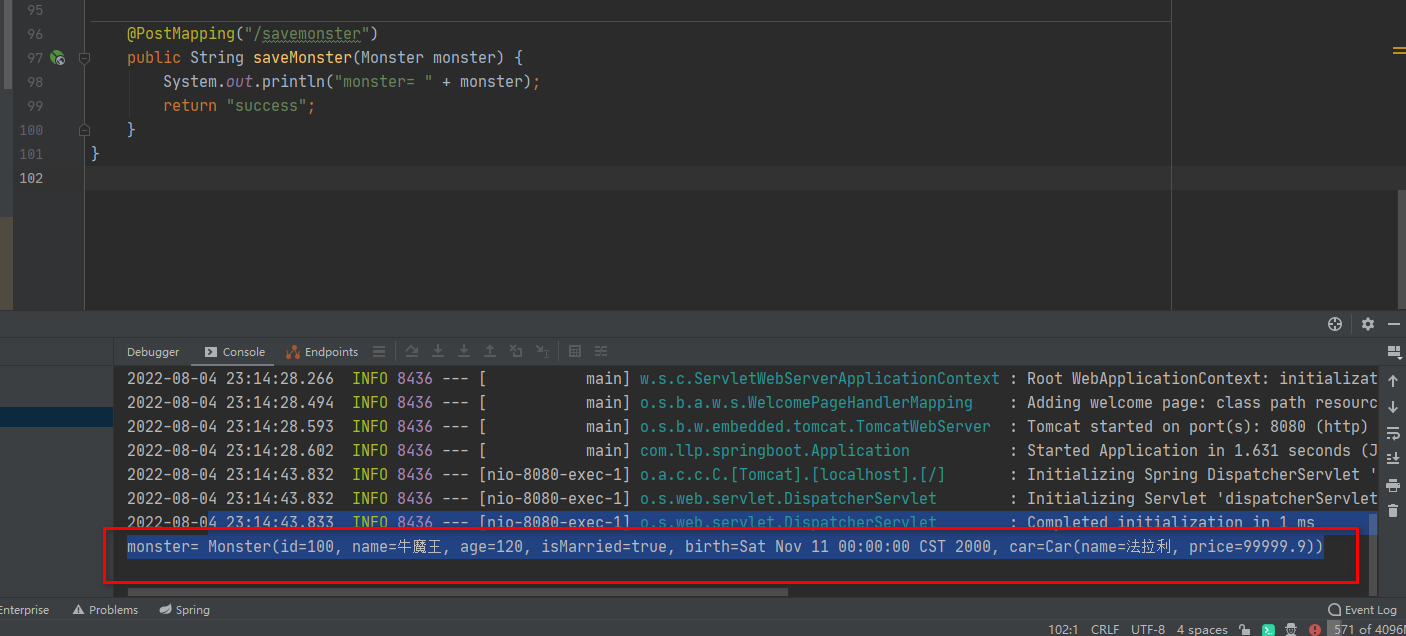 95
96 @PostMapping("/savemonster")
97 public String saveMonster(Monster monster) {
98 System.out.println("monster= " + monster);
99 return "success";
100 }
101 }
102
Debugger Console Endpoints
2022-08-04 23:14:28.266 INFO 8436 --- [ main] w.s.c.ServletWebServerApplicationContext : Root WebApplicationContext: initializat
2022-08-04 23:14:28.494 INFO 8436 --- [ main] o.s.b.a.w.s.WelcomePageHandlerMapping : Adding welcome page: class path resourc
2022-08-04 23:14:28.593 INFO 8436 --- [ main] o.s.b.w.embedded.tomcat.TomcatWebServer : Tomcat started on port(s): 8080 (http)
2022-08-04 23:14:28.602 INFO 8436 --- [ main] com.llp.springboot.Application : Started Application in 1.631 seconds (J
2022-08-04 23:14:43.832 INFO 8436 --- [nio-8080-exec-1] o.a.c.c.C.[Tomcat].[localhost].[/] : Initializing Spring DispatcherServlet '
2022-08-04 23:14:43.832 INFO 8436 --- [nio-8080-exec-1] o.s.web.servlet.DispatcherServlet : Initializing Servlet 'dispatcherServlet
2022-08-04 23:14:43.833 INFO 8436 --- [nio-8080-exec-1] o.s.web.servlet.DispatcherServlet : Completed initialization in 1 ms
monster= Monster(id=100, name=牛魔王, age=120, isMarried=true, birth=Sat Nov 11 00:00:00 CST 2000, car=Car(name=法拉利, price=99999.9))
Enterprise Problems Spring Event Log
102:1 CRLF UTF-8 4 spaces 571 of 4096M